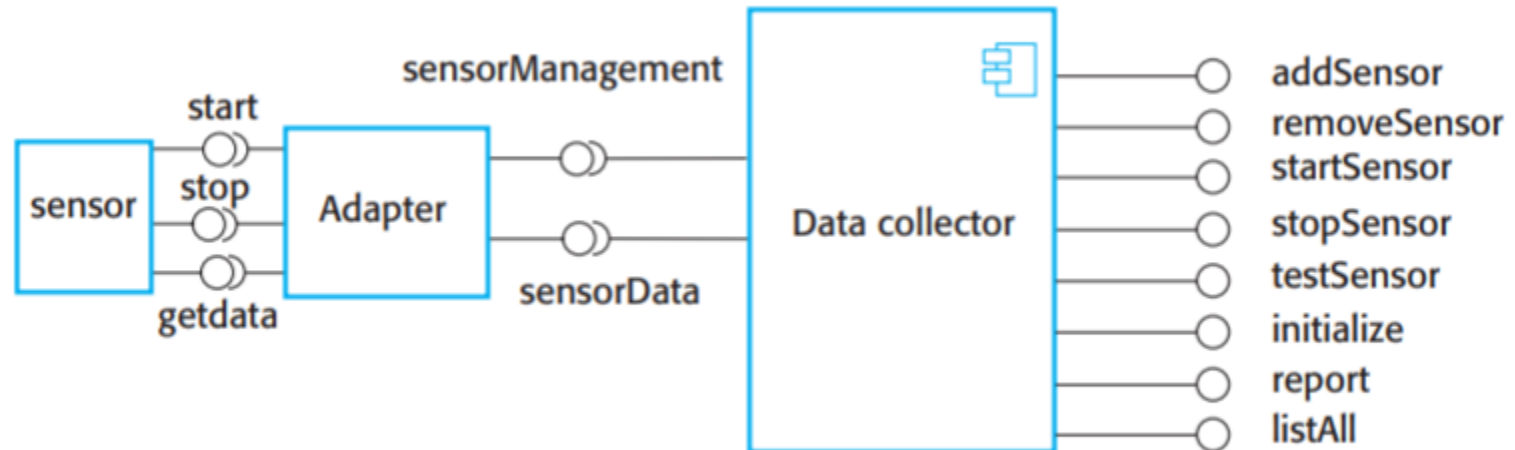 sensorManagement
start
stop
getdata
sensor
Adapter
sensorData
Data collector
addSensor
removeSensor
startSensor
stopSensor
testSensor
initialize
report
listAll